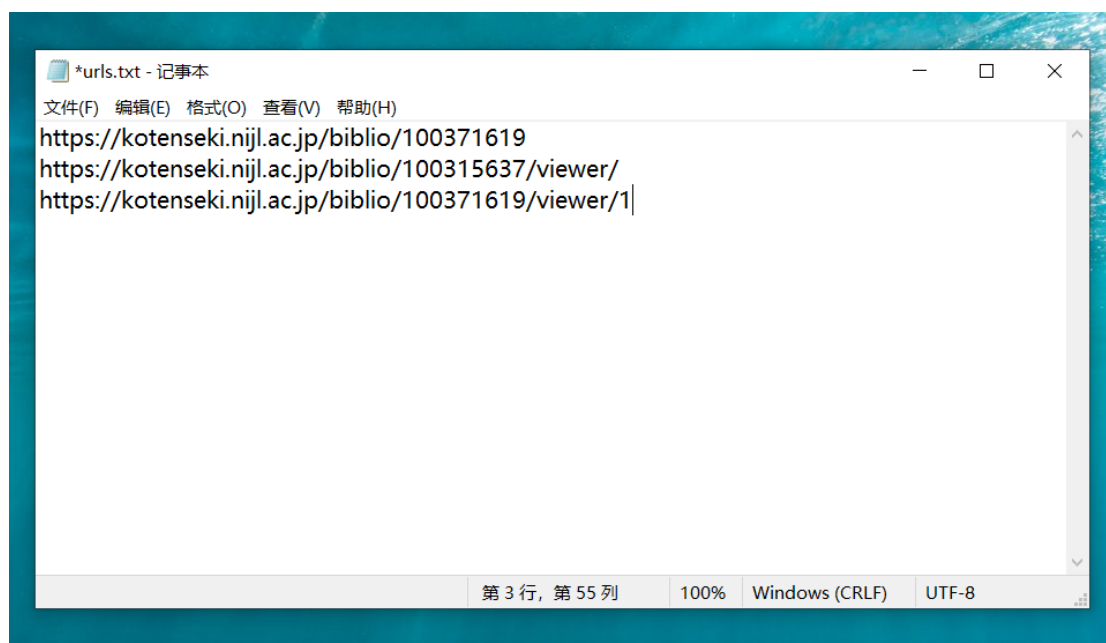 *urls.txt - 记事本
文件(F) 编辑(E) 格式(O) 查看(V) 帮助(H)
https://kotenseki.nijl.ac.jp/biblio/100371619
https://kotenseki.nijl.ac.jp/biblio/100315637/viewer/
https://kotenseki.nijl.ac.jp/biblio/100371619/viewer/1
第 3 行，第 55 列 100% Windows (CRLF) UTF-8